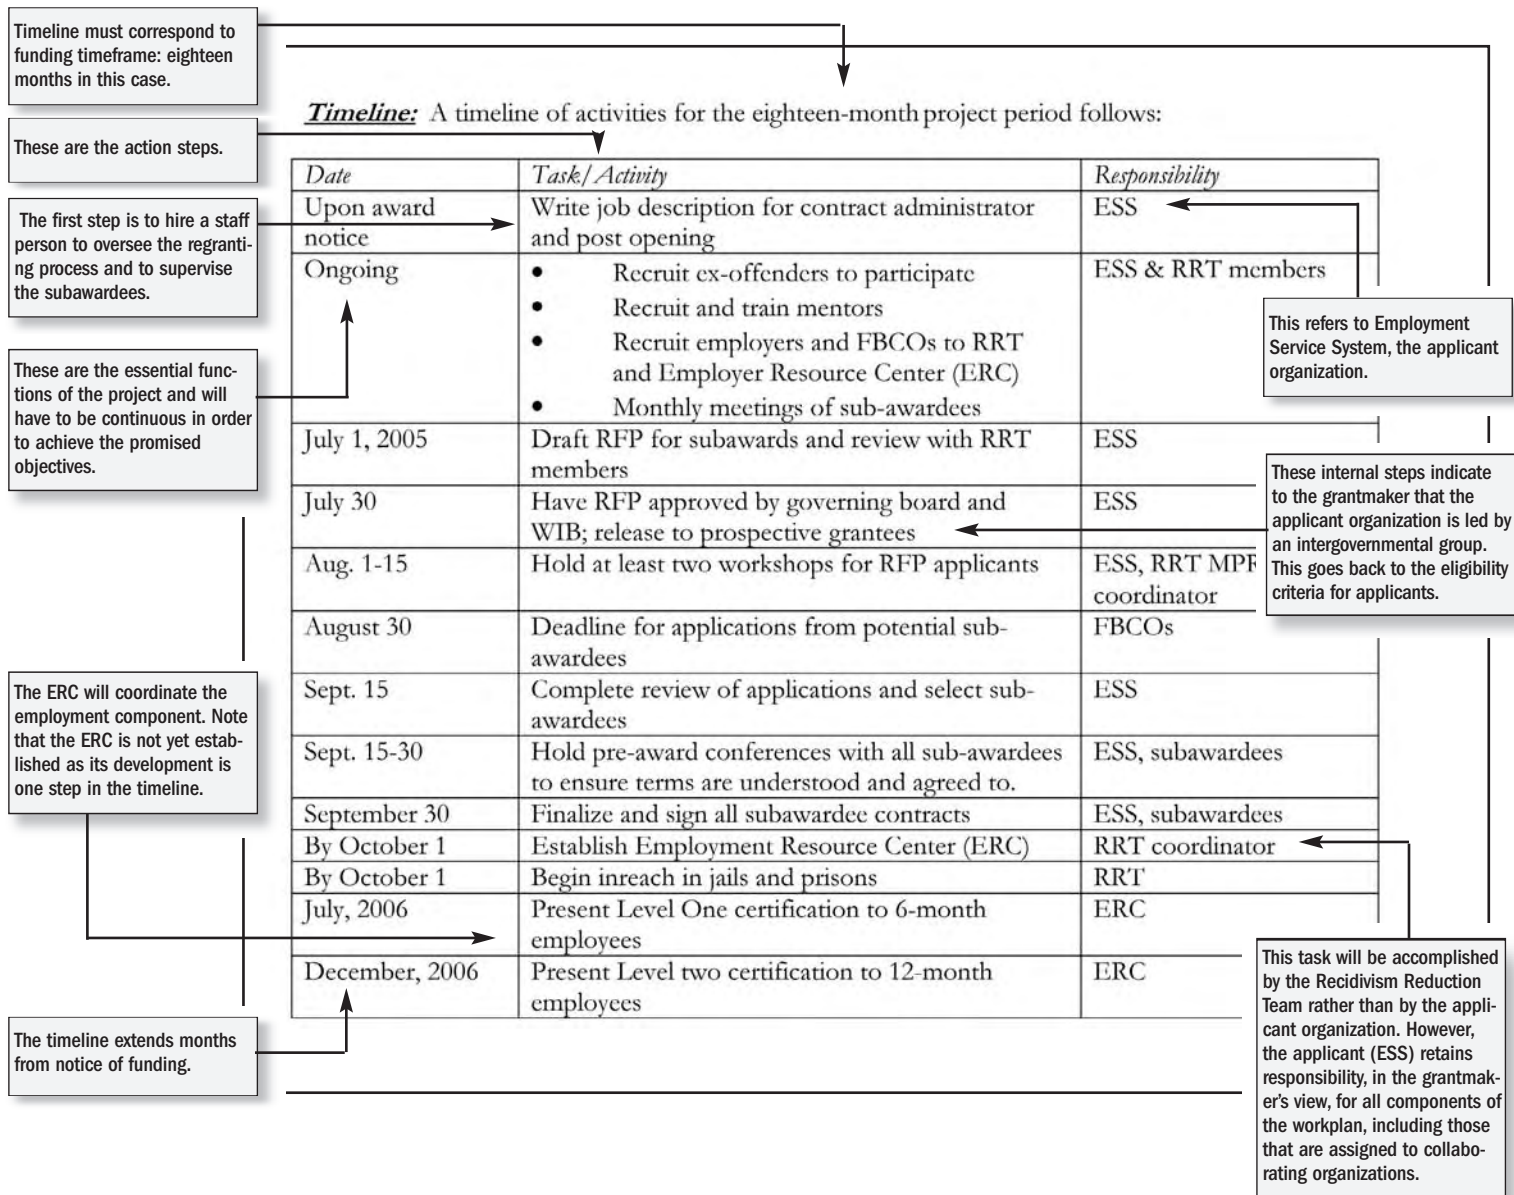 Timeline must correspond to
funding timeframe: eighteen
months in this case.
These are the action steps.
The first step is to hire a staff
person to oversee the regranti-
ng process and to supervise
the subawardees.
These are the essential func-
tions of the project and will
have to be continuous in order
to achieve the promised
objectives.
The ERC will coordinate the
employment component. Note
that the ERC is not yet estab-
lished as its development is
one step in the timeline.
The timeline extends months
from notice of funding.
Timeline: A timeline of activities for the eighteen-month project period follows:
Date Task/Activity Responsibility
Upon award Write job description for contract administrator ESS
notice and post opening
Ongoing • Recruit ex-offenders to participate ESS & RRT members
• Recruit and train mentors
• Recruit employers and FBCOs to RRT
and Employer Resource Center (ERC)
• Monthly meetings of sub-awardees
July 1, 2005 Draft RFP for subawards and review with RRT ESS
members
July 30 Have RFP approved by governing board and ESS
WIB; release to prospective grantees
Aug. 1-15 Hold at least two workshops for RFP applicants ESS, RRT
coordinator
August 30 Deadline for applications from potential sub- FBCOs
awardees
Sept. 15 Complete review of applications and select sub- ESS
awardees
Sept. 15-30 Hold pre-award conferences with all sub-awardees ESS, subawardees
to ensure terms are understood and agreed to.
September 30 Finalize and sign all subawardee contracts ESS, subawardees
By October 1 Establish Employment Resource Center (ERC) RRT coordinator
By October 1 Begin inreach in jails and prisons RRT
July, 2006 Present Level One certification to 6-month ERC
employees
December, 2006 Present Level two certification to 12-month ERC
employees
This refers to Employment
Service System, the applicant
organization.
These internal steps indicate
to the grantmaker that the
applicant organization is led by
an intergovernmental group.
This goes back to the eligibility
criteria for applicants.
This task will be accomplished
by the Recidivism Reduction
Team rather than by the appli-
cant organization. However,
the applicant (ESS) retains
responsibility, in the grantmak-
er's view, for all components of
the workplan, including those
that are assigned to collabo-
rating organizations.